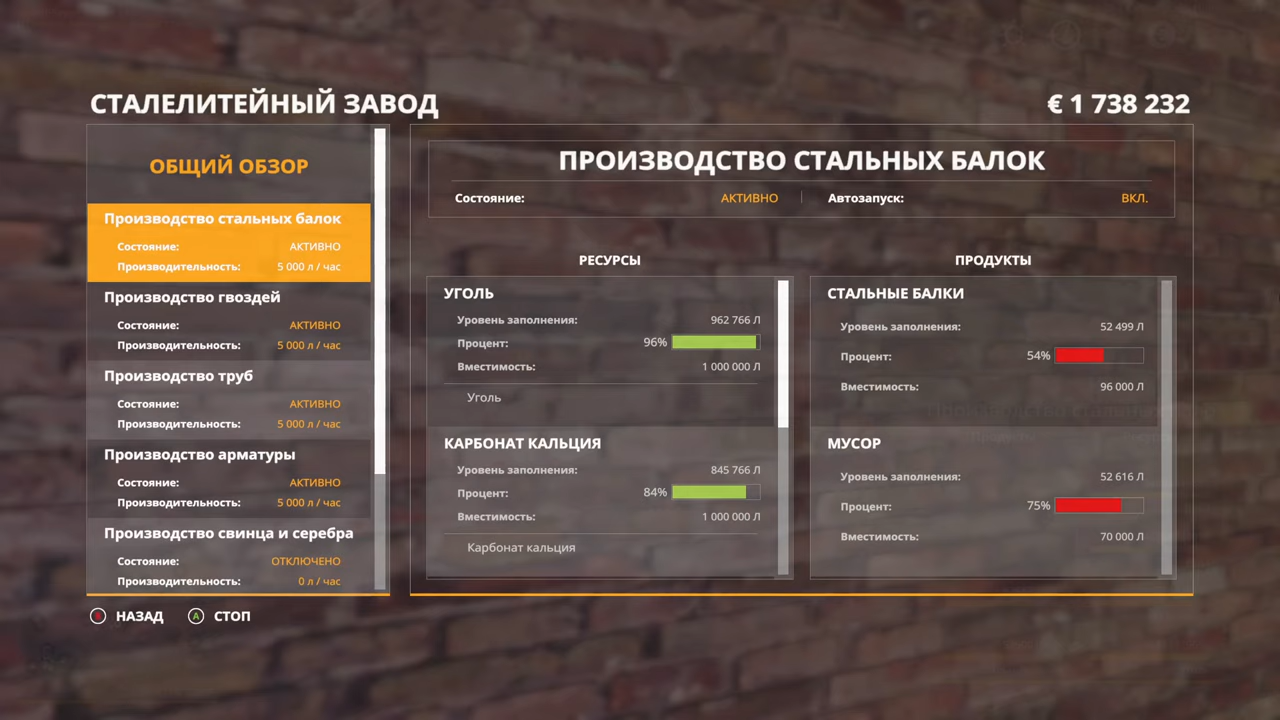 СТАЛЕЛИТЕЙНЫЙ ЗАВОД
€ 1 738 232
ОБЩИЙ ОБЗОР
Производство стальных балок
Состояние: АКТИВНО
Производительность: 5 000 л / час
Производство гвоздей
Состояние: АКТИВНО
Производительность: 5 000 л / час
Производство труб
Состояние: АКТИВНО
Производительность: 5 000 л / час
Производство арматуры
Состояние: АКТИВНО
Производительность: 5 000 л / час
Производство свинца и серебра
Состояние: ОТКЛЮЧЕНО
Производительность: 0 л / час
ПРОИЗВОДСТВО СТАЛЬНЫХ БАЛОК
Состояние: АКТИВНО Автозапуск: ВКЛ.
РЕСУРСЫ
УГОЛЬ
Уровень заполнения: 962 766 Л
Процент: 96%
Вместимость: 1 000 000 Л
Уголь
КАРБОНАТ КАЛЬЦИЯ
Уровень заполнения: 845 766 Л
Процент: 84%
Вместимость: 1 000 000 Л
Карбонат кальция
ПРОДУКТЫ
СТАЛЬНЫЕ БАЛКИ
Уровень заполнения: 52 499 Л
Процент: 54%
Вместимость: 96 000 Л
МУСОР
Уровень заполнения: 52 616 Л
Процент: 75%
Вместимость: 70 000 Л
B НАЗАД A СТОП